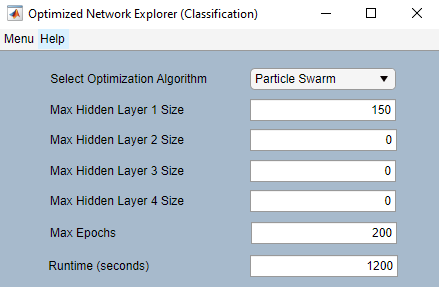 Optimized Network Explorer (Classification)
Menu Help
Select Optimization Algorithm Particle Swarm
Max Hidden Layer 1 Size 150
Max Hidden Layer 2 Size 0
Max Hidden Layer 3 Size 0
Max Hidden Layer 4 Size 0
Max Epochs 200
Runtime (seconds) 1200